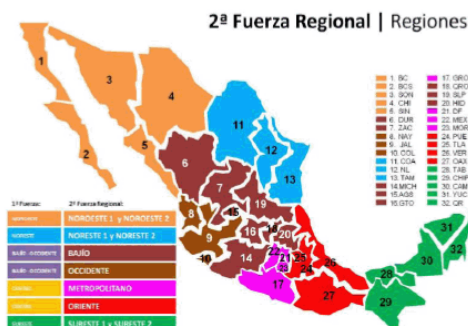 2ª Fuerza Regional | Regiones
1. BC
2. BCS
3. SON
4. CHI
5. SIN
6. DUR
7. ZAC
8. NAY
9. JAL
10. COL
11. COA
12. NL
13. TAM
14. MICH
15. AGS
16. GTO
17. GRO
18. QRO
19. SLP
20. HID
21. DF
22. MEX
23. MOR
24. PUE
25. TLA
26. VER
27. OAX
28. TAB
29. CHIP
30. CAM
31. YUC
32. QR
1
2
3
4
5
6
7
8
9
10
11
12
13
14
15
16
17
18
19
20
21
22
23
24
25
26
27
28
29
30
31
32
2ª Fuerza Regional:
NOROESTE 1 y NOROESTE 2
NORESTE 1 y NORESTE 2
BAJÍO
OCCIDENTE
METROPOLITANO
ORIENTE
SURESTE 1 y SURESTE 2